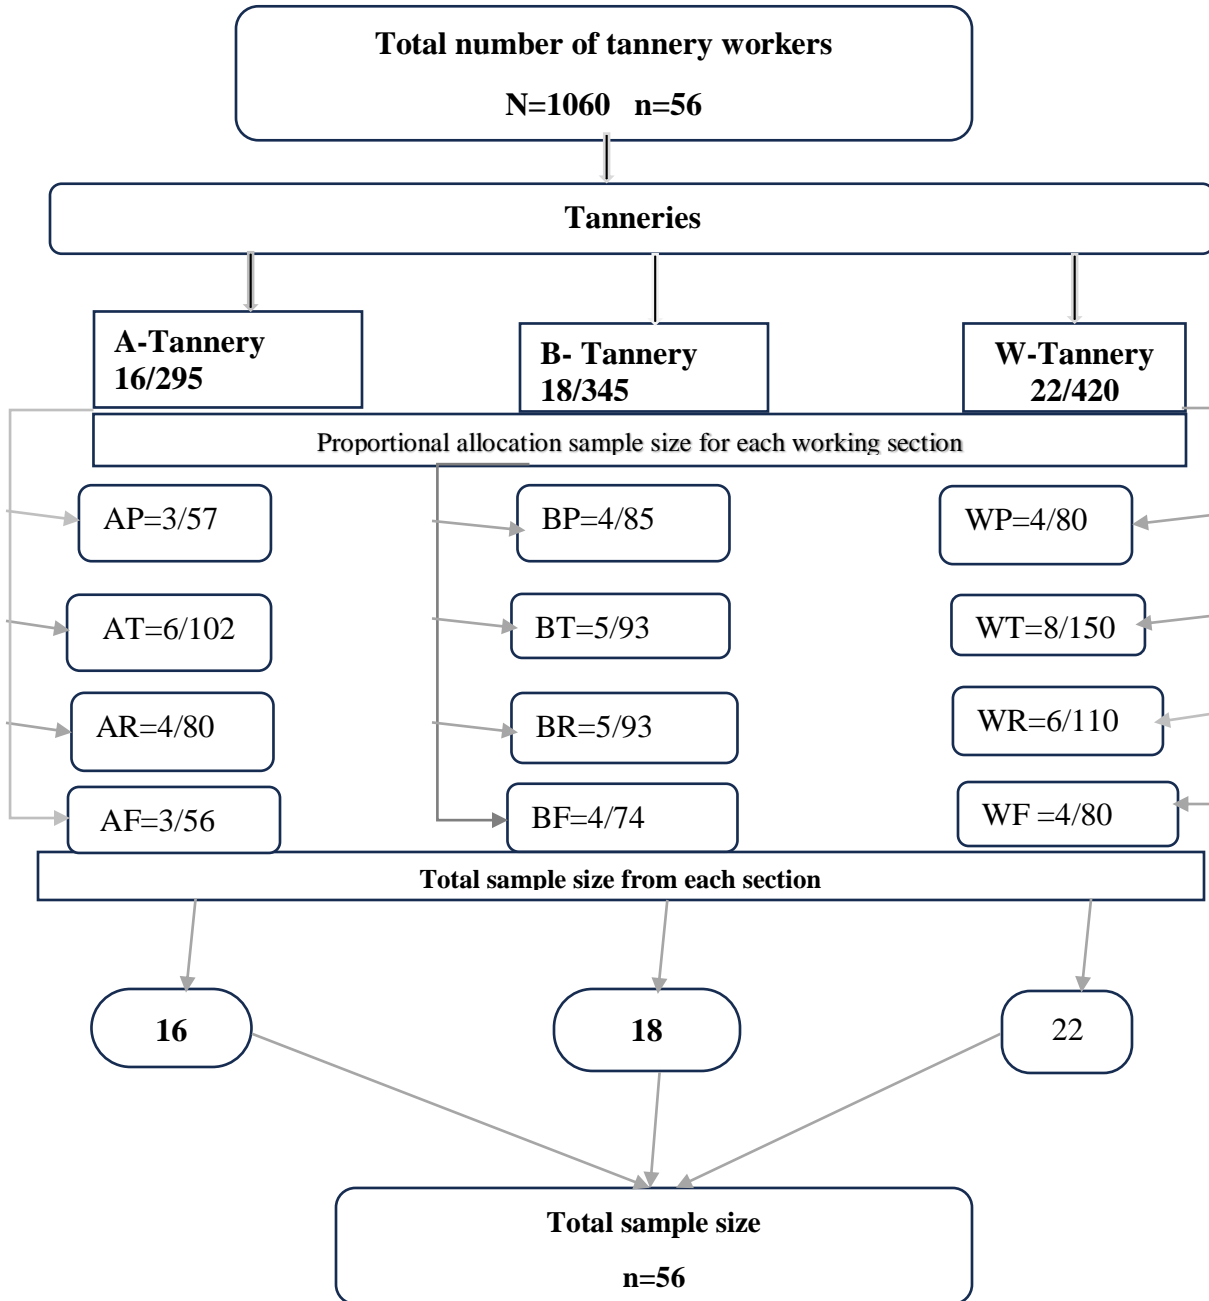 Total number of tannery workers
N=1060 n=56
Tanneries
A-Tannery
16/295
B- Tannery
18/345
W-Tannery
22/420
Proportional allocation sample size for each working section
AP=3/57
BP=4/85
WP=4/80
AT=6/102
BT=5/93
WT=8/150
AR=4/80
BR=5/93
WR=6/110
AF=3/56
BF=4/74
WF =4/80
Total sample size from each section
16
18
22
Total sample size
n=56